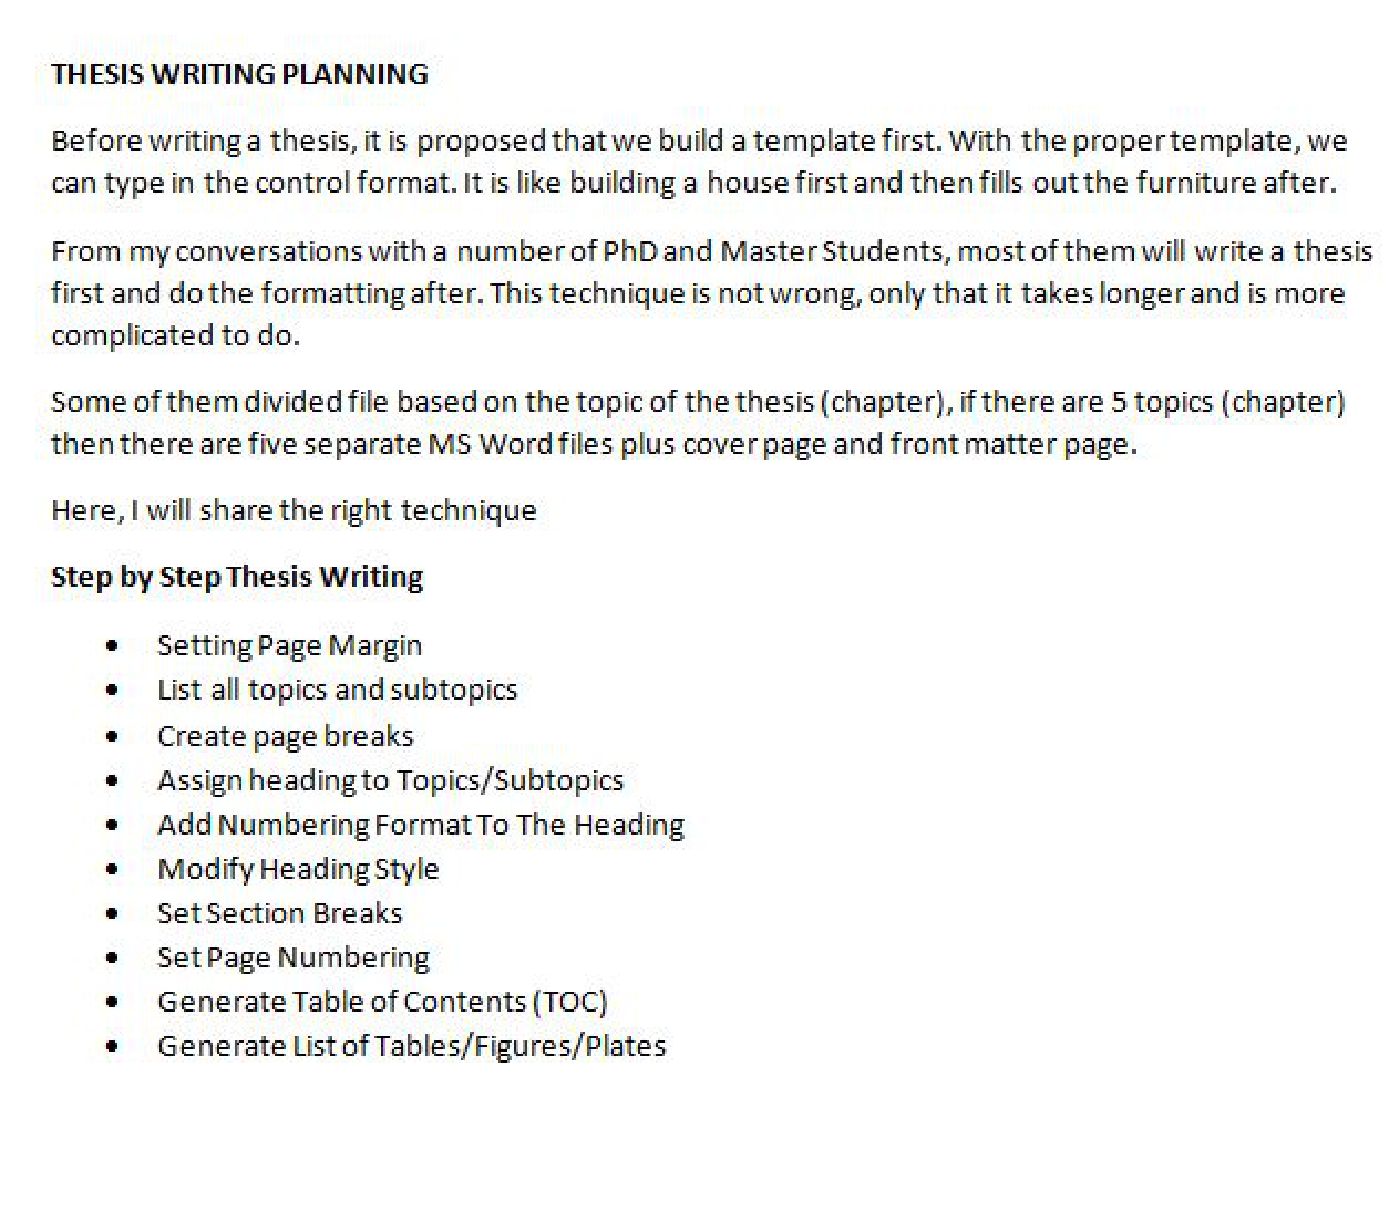 THESIS WRITING PLANNING
Before writing a thesis, it is proposed that we build a template first. With the proper template, we
can type in the control format. It is like building a house first and then fills out the furniture after.
From my conversations with a number of PhD and Master Students, most of them will write a thesis
first and do the formatting after. This technique is not wrong, only that it takes longer and is more
complicated to do.
Some of them divided file based on the topic of the thesis (chapter), if there are 5 topics (chapter)
then there are five separate MS Word files plus cover page and front matter page.
Here, I will share the right technique
Step by Step Thesis Writing
• Setting Page Margin
• List all topics and subtopics
• Create page breaks
• Assign heading to Topics/Subtopics
• Add Numbering Format To The Heading
• Modify Heading Style
• Set Section Breaks
• Set Page Numbering
• Generate Table of Contents (TOC)
• Generate List of Tables/Figures/Plates